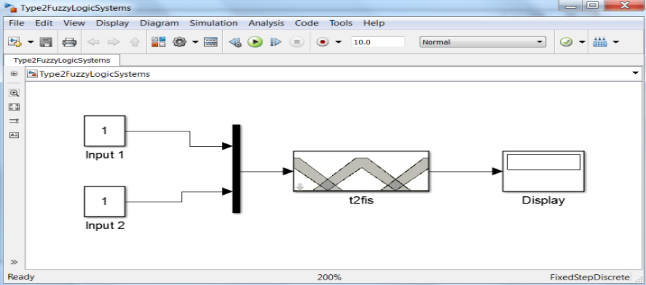 Type2FuzzyLogicSystems
File Edit View Display Diagram Simulation Analysis Code Tools Help
10.0 Normal
Type2FuzzyLogicSystems
Type2FuzzyLogicSystems
1
Input 1
1
Input 2
t2fis
Display
Ready 200% FixedStepDiscrete